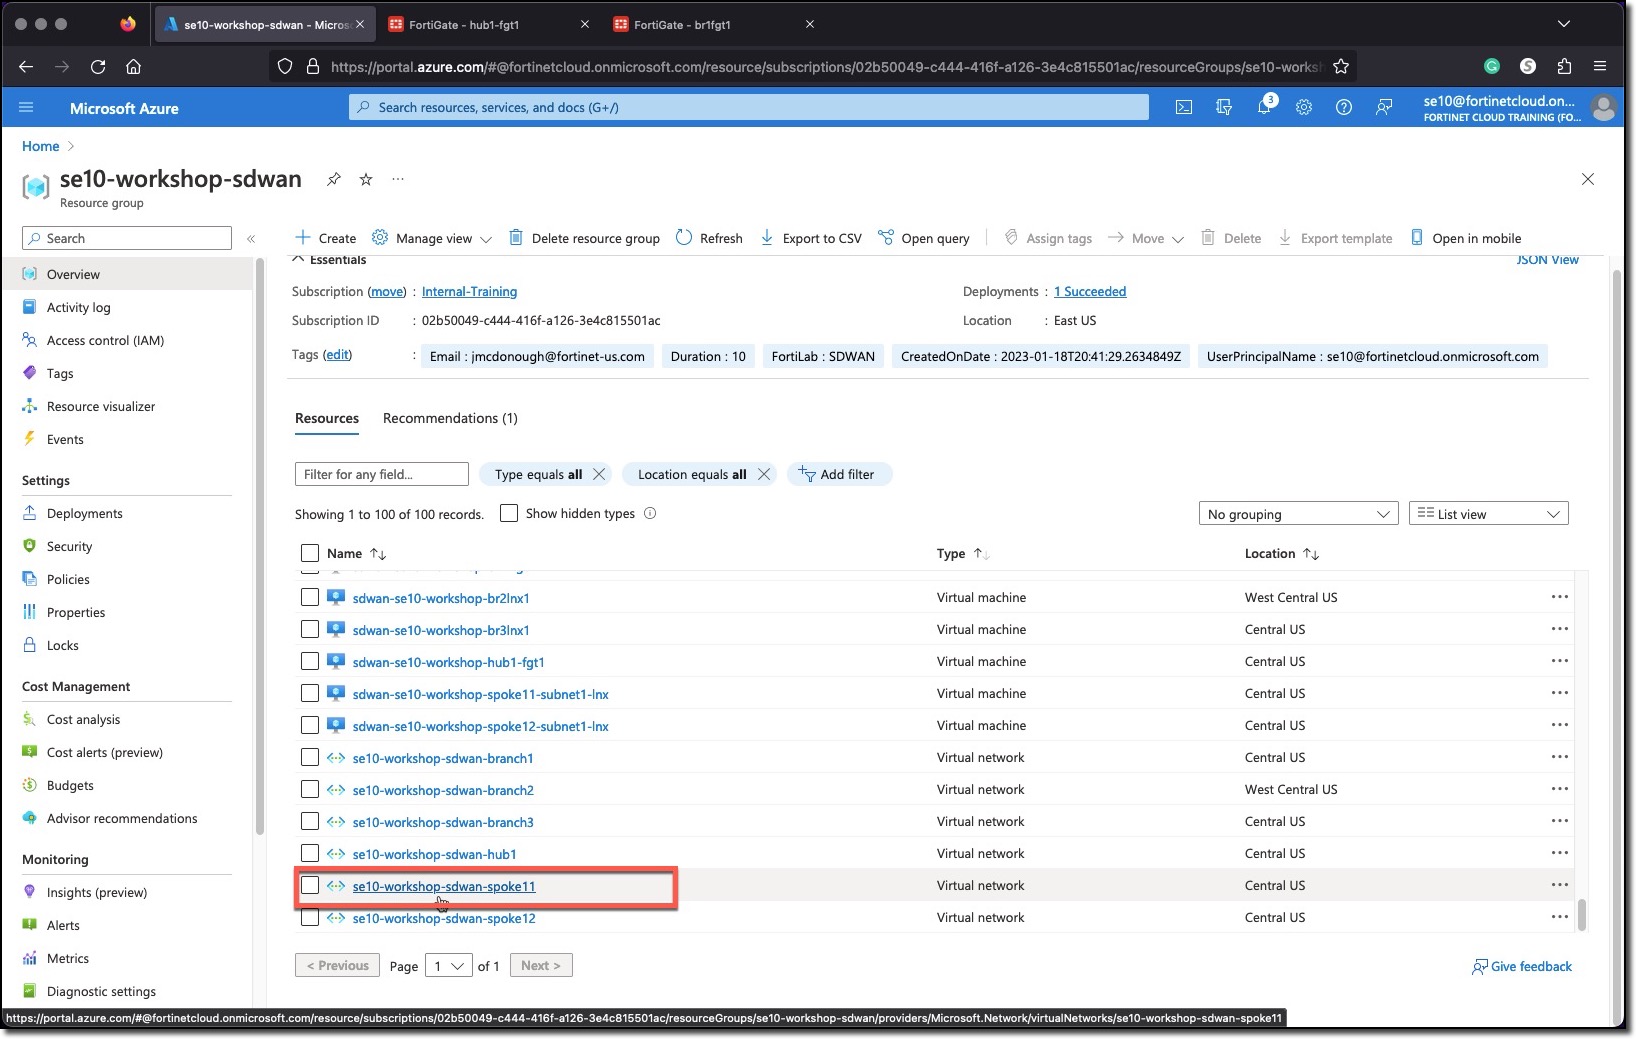 se10-workshop-sdwan - Micros
FortiGate - hub1-fgt1
FortiGate - br1fgt1
https://portal.azure.com/#@fortinetcloud.onmicrosoft.com/resource/subscriptions/02b50049-c444-416f-a126-3e4c815501ac/resourceGroups/se10-works
Microsoft Azure
Search resources, services, and docs (G+/)
3
se10@fortinetcloud.on...
FORTINET CLOUD TRAINING (FO...
Home
se10-workshop-sdwan
Resource group
Search
Create
Manage view
Delete resource group
Refresh
Export to CSV
Open query
Assign tags
Move
Delete
Export template
Open in mobile
Overview
Activity log
Access control (IAM)
Tags
Resource visualizer
Events
Settings
Deployments
Security
Policies
Properties
Locks
Cost Management
Cost analysis
Cost alerts (preview)
Budgets
Advisor recommendations
Monitoring
Insights (preview)
Alerts
Metrics
Diagnostic settings
Essentials
JSON View
Subscription (move) : Internal-Training
Deployments : 1 Succeeded
Subscription ID : 02b50049-c444-416f-a126-3e4c815501ac
Location : East US
Tags (edit) : Email : jmcdonough@fortinet-us.com Duration : 10 FortiLab : SDWAN CreatedOnDate : 2023-01-18T20:41:29.2634849Z UserPrincipalName : se10@fortinetcloud.onmicrosoft.com
Resources
Recommendations (1)
Filter for any field...
Type equals all
Location equals all
Add filter
Showing 1 to 100 of 100 records.
Show hidden types
No grouping
List view
Name Type Location
sdwan-se10-workshop-br2lnx1 Virtual machine West Central US
sdwan-se10-workshop-br3lnx1 Virtual machine Central US
sdwan-se10-workshop-hub1-fgt1 Virtual machine Central US
sdwan-se10-workshop-spoke11-subnet1-lnx Virtual machine Central US
sdwan-se10-workshop-spoke12-subnet1-lnx Virtual machine Central US
se10-workshop-sdwan-branch1 Virtual network Central US
se10-workshop-sdwan-branch2 Virtual network West Central US
se10-workshop-sdwan-branch3 Virtual network Central US
se10-workshop-sdwan-hub1 Virtual network Central US
se10-workshop-sdwan-spoke11 Virtual network Central US
se10-workshop-sdwan-spoke12 Virtual network Central US
< Previous
Page 1 of 1
Next >
Give feedback
https://portal.azure.com/#@fortinetcloud.onmicrosoft.com/resource/subscriptions/02b50049-c444-416f-a126-3e4c815501ac/resourceGroups/se10-workshop-sdwan/providers/Microsoft.Network/virtualNetworks/se10-workshop-sdwan-spoke11